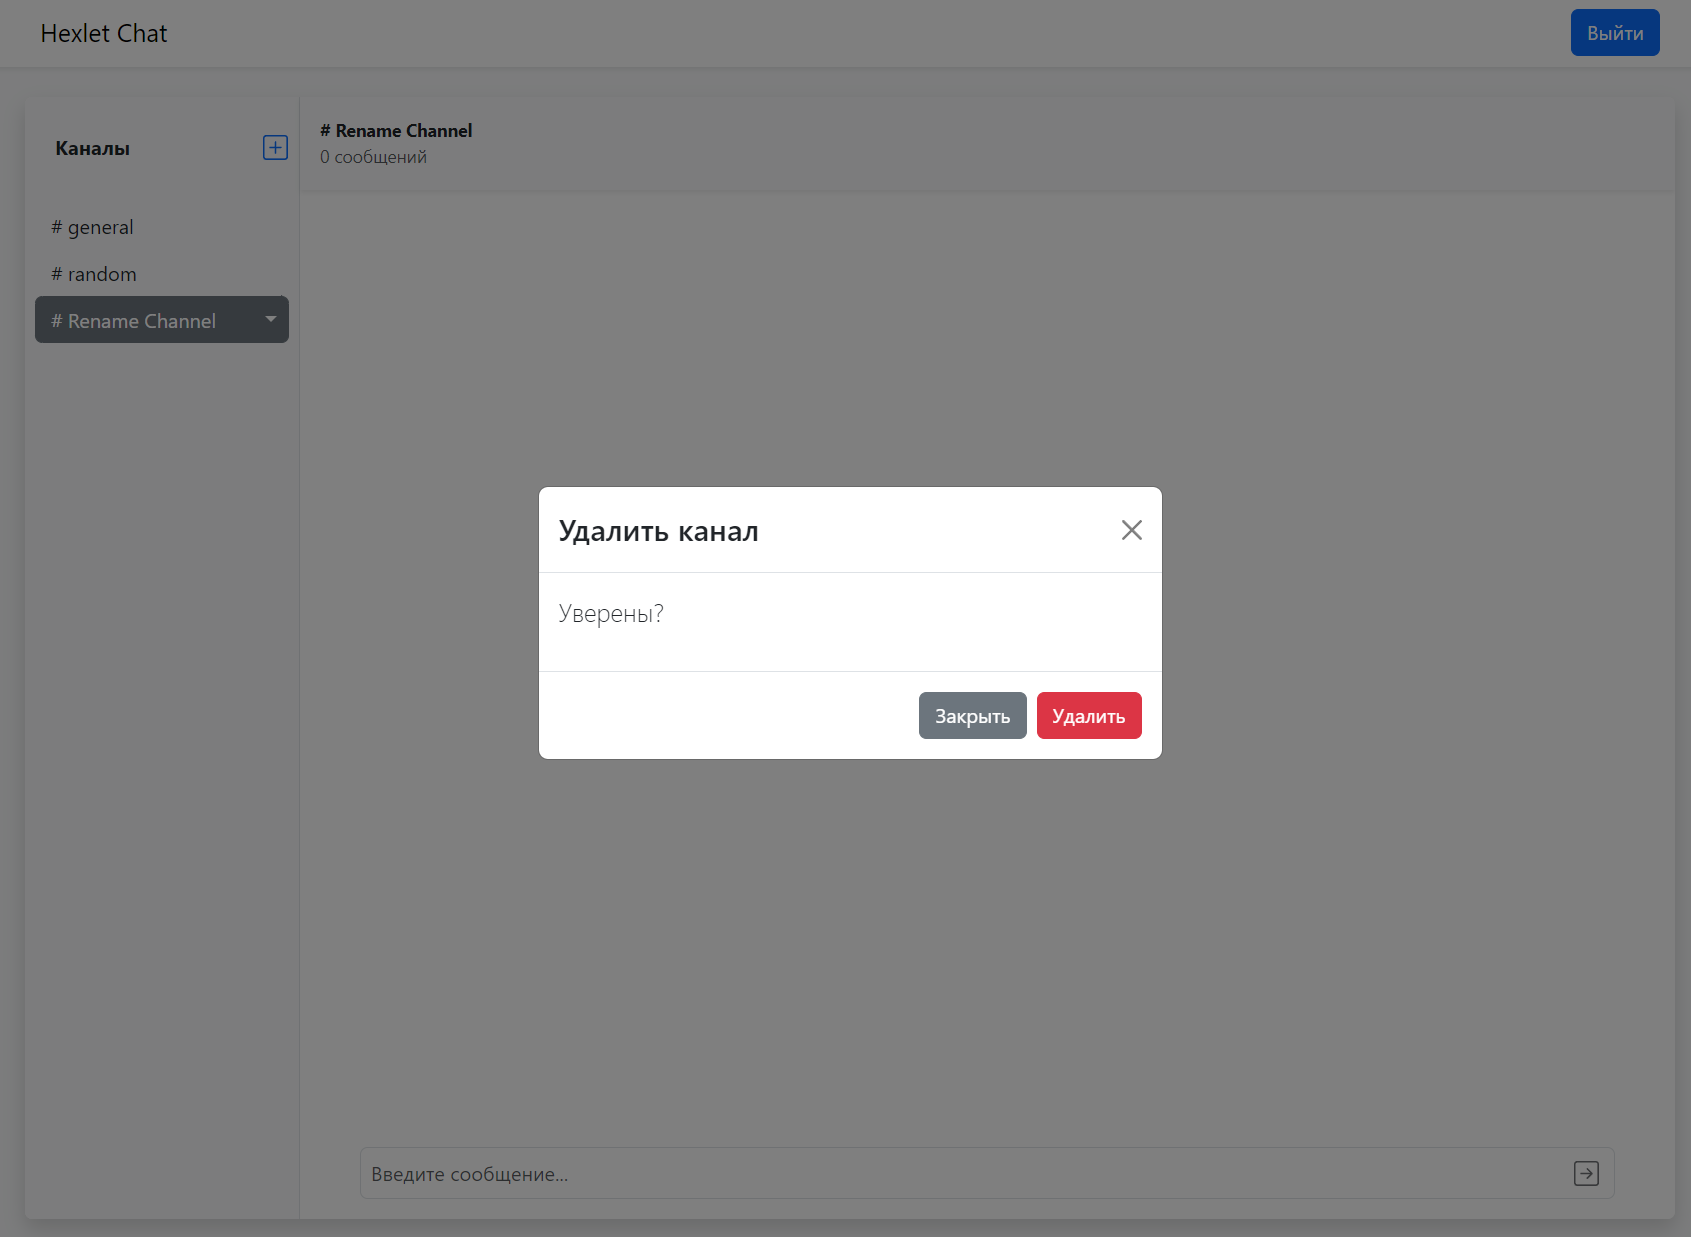 Hexlet Chat
Выйти
Каналы
# general
# random
# Rename Channel
# Rename Channel
0 сообщений
Удалить канал
Уверены?
Закрыть
Удалить
Введите сообщение...